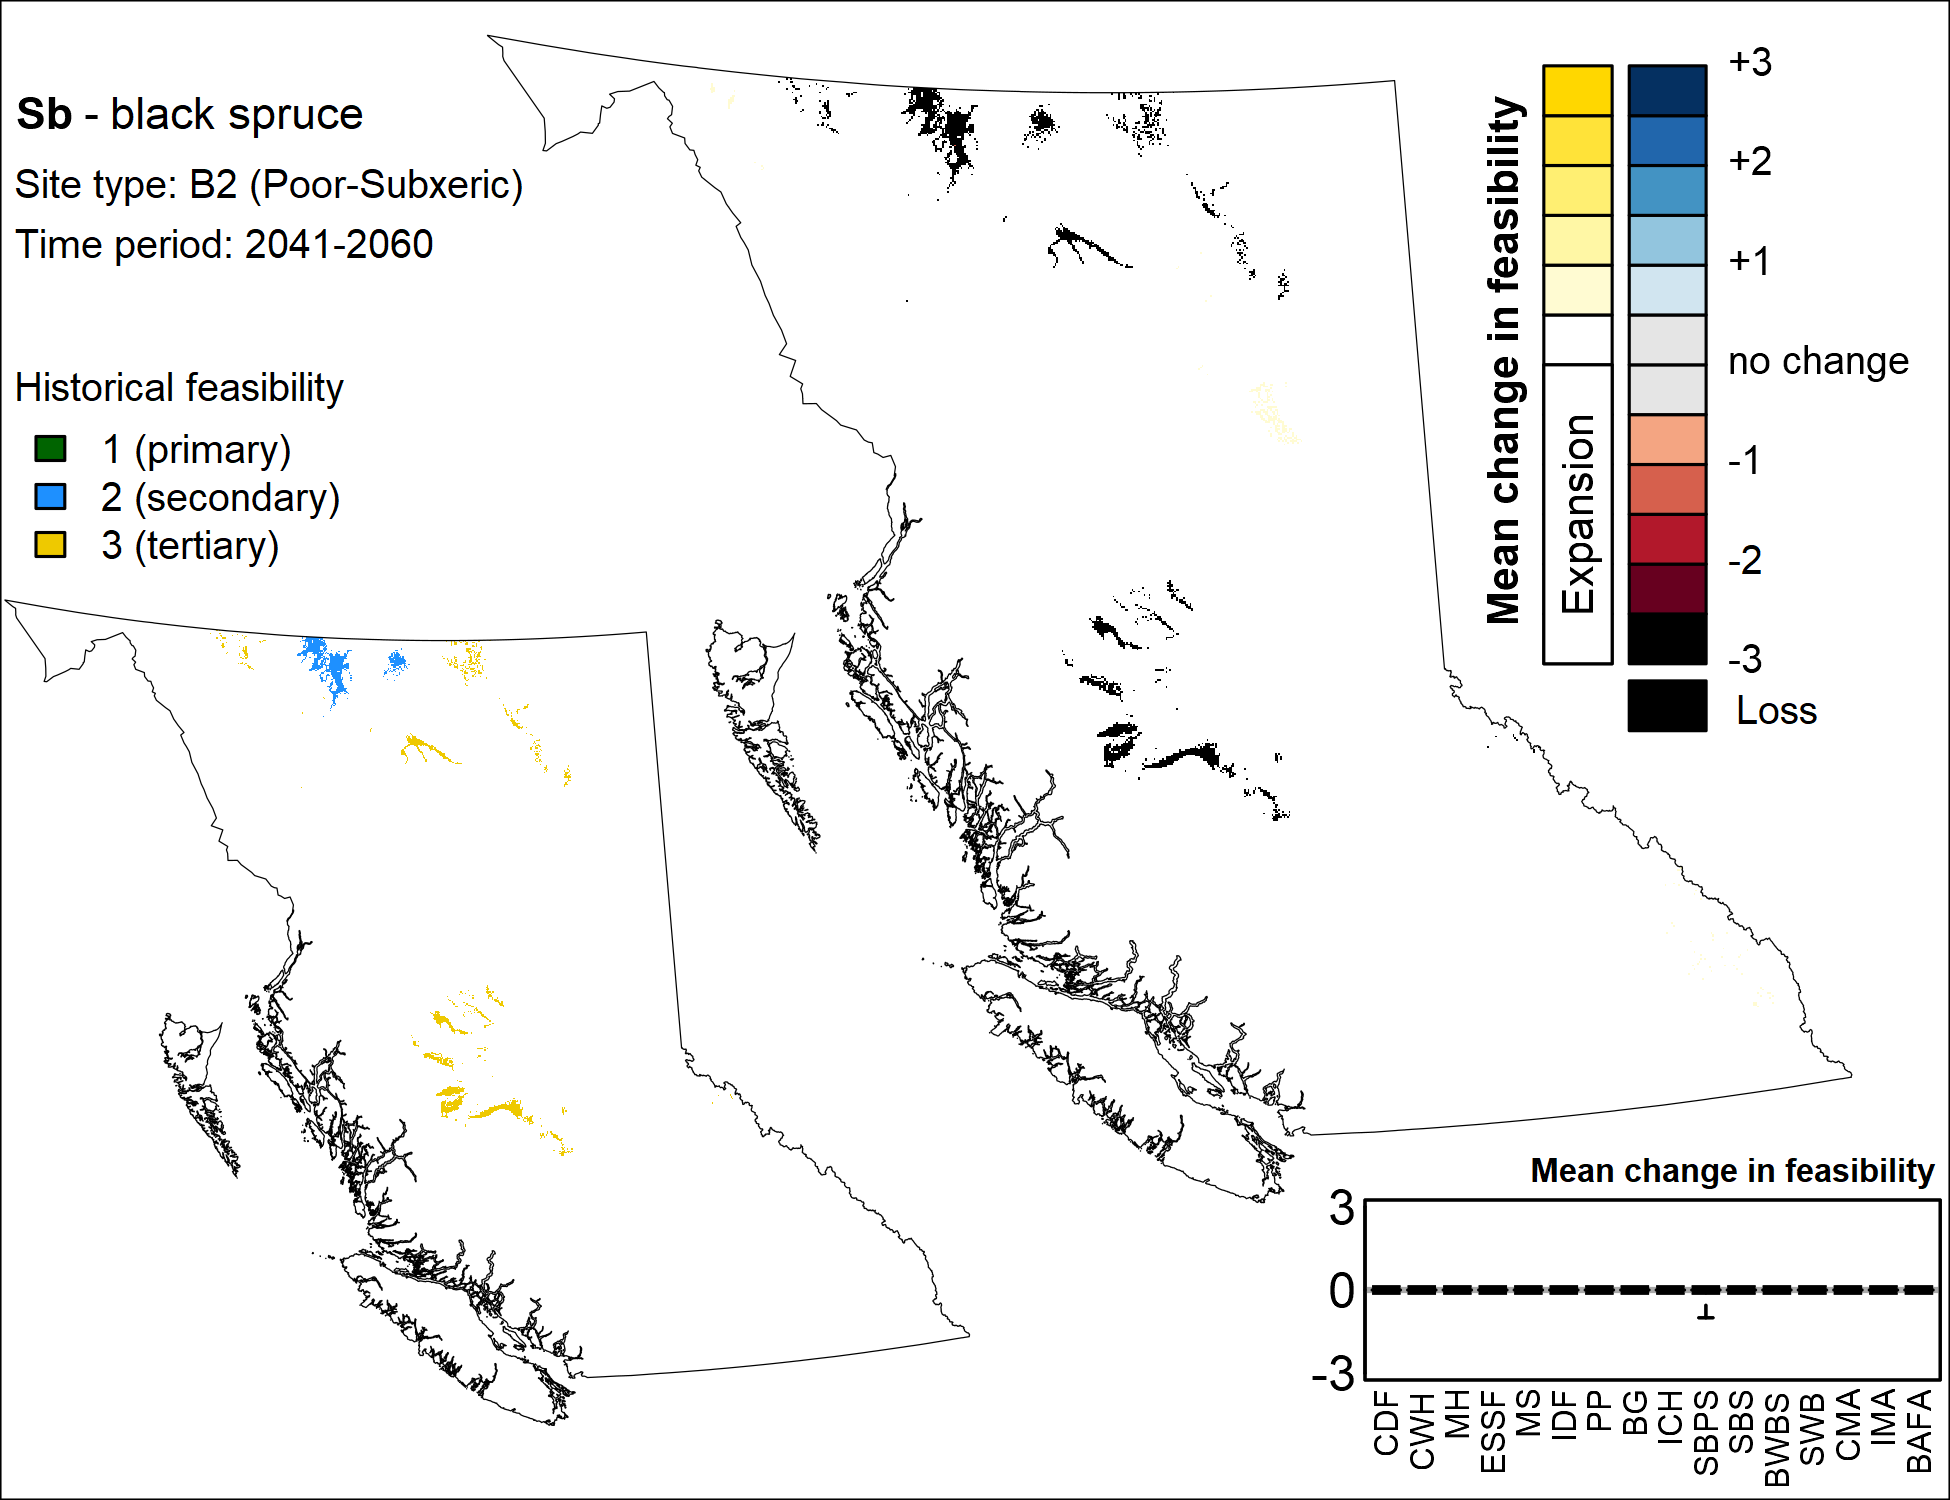 Sb - black spruce
Site type: B2 (Poor-Subxeric)
Time period: 2041-2060
Historical feasibility
1 (primary)
2 (secondary)
3 (tertiary)
Mean change in feasibility
Expansion
+3
+2
+1
no change
-1
-2
-3
Loss
Mean change in feasibility
3
0
-3
CDF
CWH
MH
ESSF
MS
IDF
PP
BG
ICH
SBPS
SBS
BWBS
SWB
CMA
IMA
BAFA